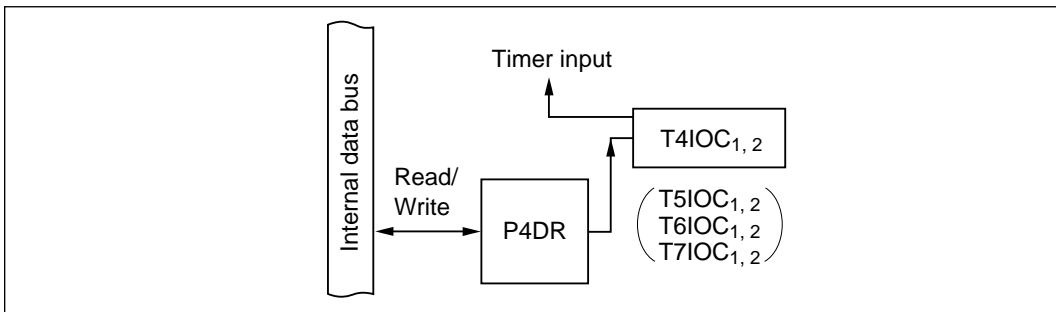 Internal data bus
Timer input
T4IOC1, 2
Read/
Write
P4DR
T5IOC1, 2
T6IOC1, 2
T7IOC1, 2